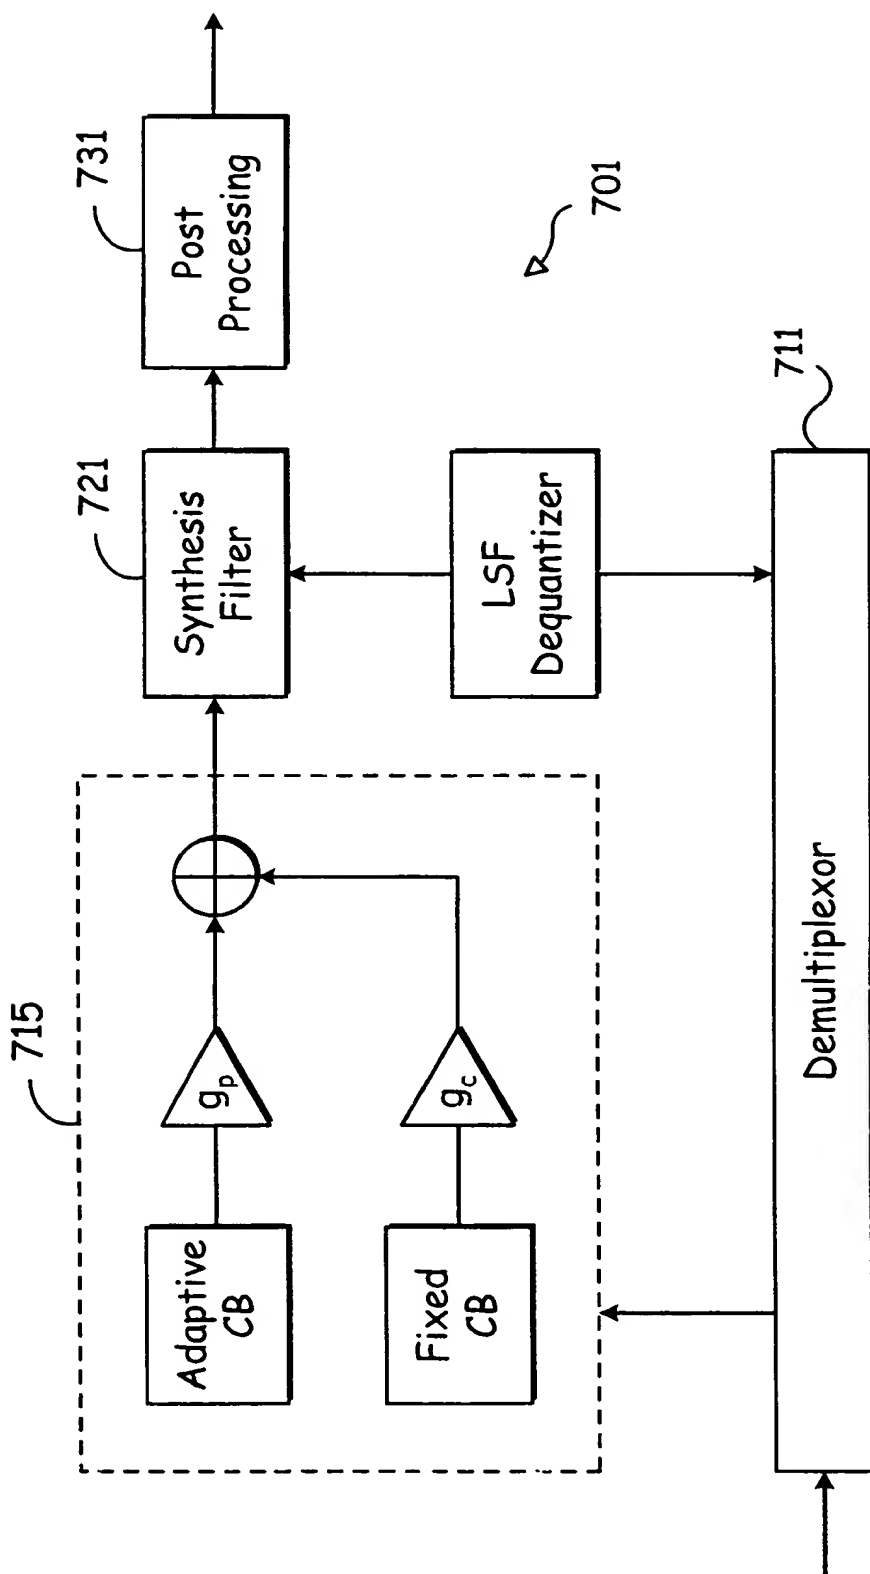 715
Adaptive
CB
g_p
Fixed
CB
g_c
721
Synthesis
Filter
731
Post
Processing
LSF
Dequantizer
701
711
Demultiplexor